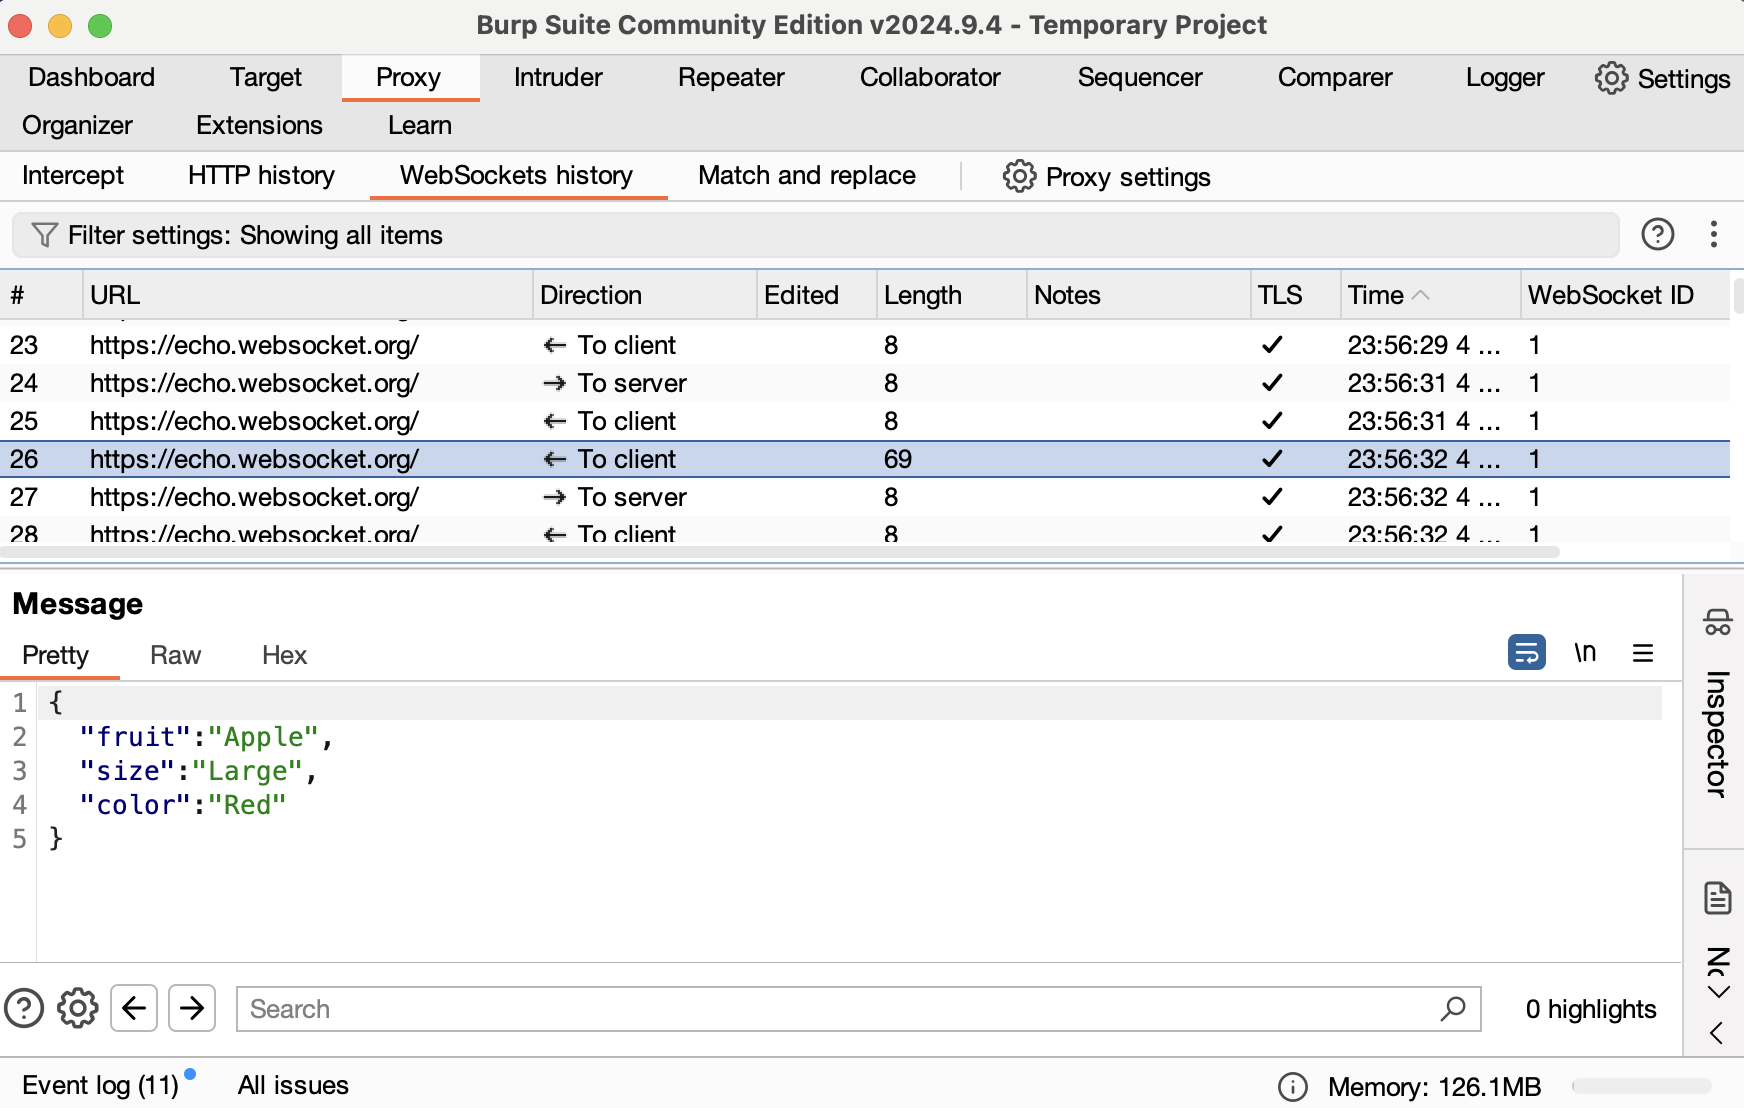 Burp Suite Community Edition v2024.9.4 - Temporary Project
Dashboard Target Proxy Intruder Repeater Collaborator Sequencer Comparer Logger Settings
Organizer Extensions Learn
Intercept HTTP history WebSockets history Match and replace Proxy settings
Filter settings: Showing all items
# URL Direction Edited Length Notes TLS Time WebSocket ID
23 https://echo.websocket.org/ ← To client 8 ✓ 23:56:29 4 ... 1
24 https://echo.websocket.org/ → To server 8 ✓ 23:56:31 4 ... 1
25 https://echo.websocket.org/ ← To client 8 ✓ 23:56:31 4 ... 1
26 https://echo.websocket.org/ ← To client 69 ✓ 23:56:32 4 ... 1
27 https://echo.websocket.org/ → To server 8 ✓ 23:56:32 4 ... 1
28 https://echo.websocket.org/ ← To client 8 ✓ 23:56:32 4 ... 1
Message
Pretty Raw Hex \n
1 {
2 "fruit":"Apple",
3 "size":"Large",
4 "color":"Red"
5 }
Inspector
Search 0 highlights
Event log (11) All issues Memory: 126.1MB